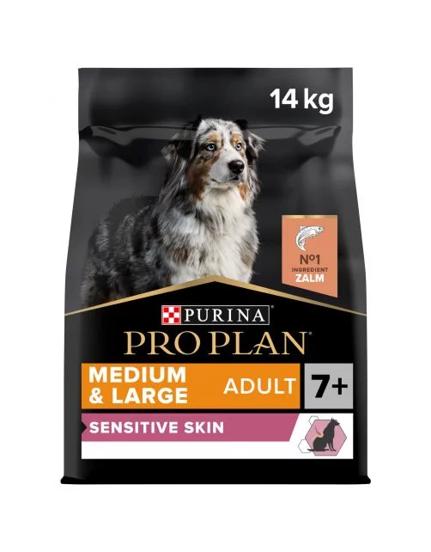 14 kg
Nº1
INGREDIENT
ZALM
PURINA
PRO PLAN
MEDIUM
& LARGE
ADULT
7+
SENSITIVE SKIN